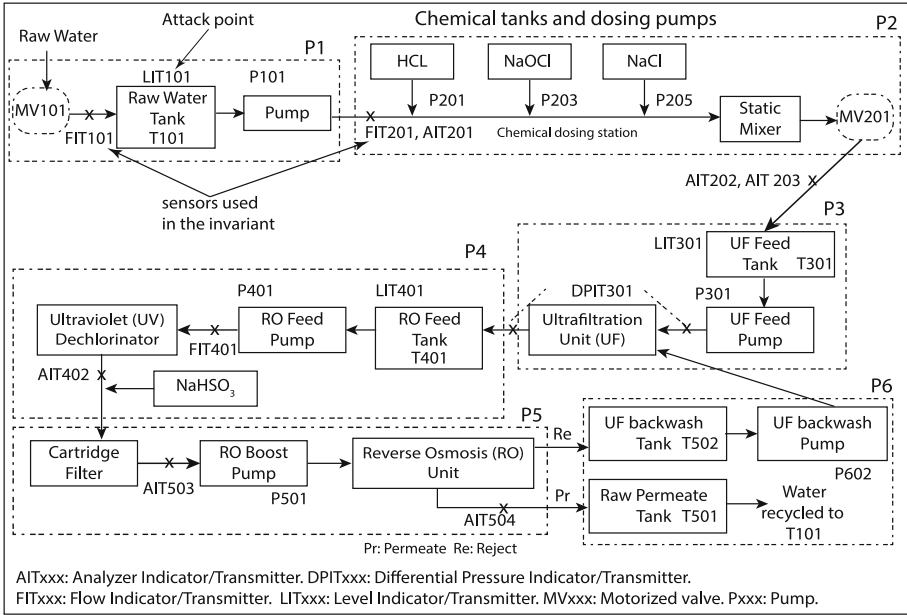 Attack point
Chemical tanks and dosing pumps
P2
Raw Water
P1
HCL
NaOCl
NaCl
LIT101
P101
MV101
Raw Water
Tank
T101
Pump
P201
P203
P205
Static
Mixer
MV201
FIT101
FIT201, AIT201
Chemical dosing station
sensors used
in the invariant
AIT202, AIT 203
P3
LIT301
UF Feed
Tank T301
P4
P401
LIT401
DPIT301
P301
Ultraviolet (UV)
Dechlorinator
RO Feed
Pump
RO Feed
Tank
T401
Ultrafiltration
Unit (UF)
UF Feed
Pump
FIT401
AIT402
NaHSO3
P6
P5
Re
UF backwash
Tank T502
UF backwash
Pump
Cartridge
Filter
RO Boost
Pump
Reverse Osmosis (RO)
Unit
P602
AIT503
P501
Pr
Raw Permeate
Tank T501
Water
recycled to
T101
AIT504
Pr: Permeate Re: Reject
AITxxx: Analyzer Indicator/Transmitter. DPITxxx: Differential Pressure Indicator/Transmitter.
FITxxx: Flow Indicator/Transmitter. LITxxx: Level Indicator/Transmitter. MVxxx: Motorized valve. Pxxx: Pump.